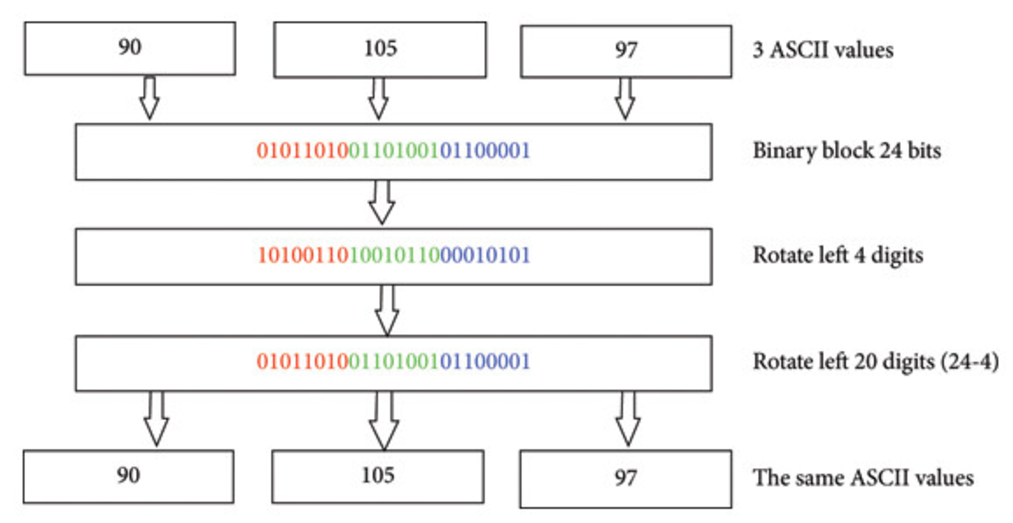 90 105 97 3 ASCII values
010110100110100101100001 Binary block 24 bits
101001101001011000010101 Rotate left 4 digits
010110100110100101100001 Rotate left 20 digits (24-4)
90 105 97 The same ASCII values